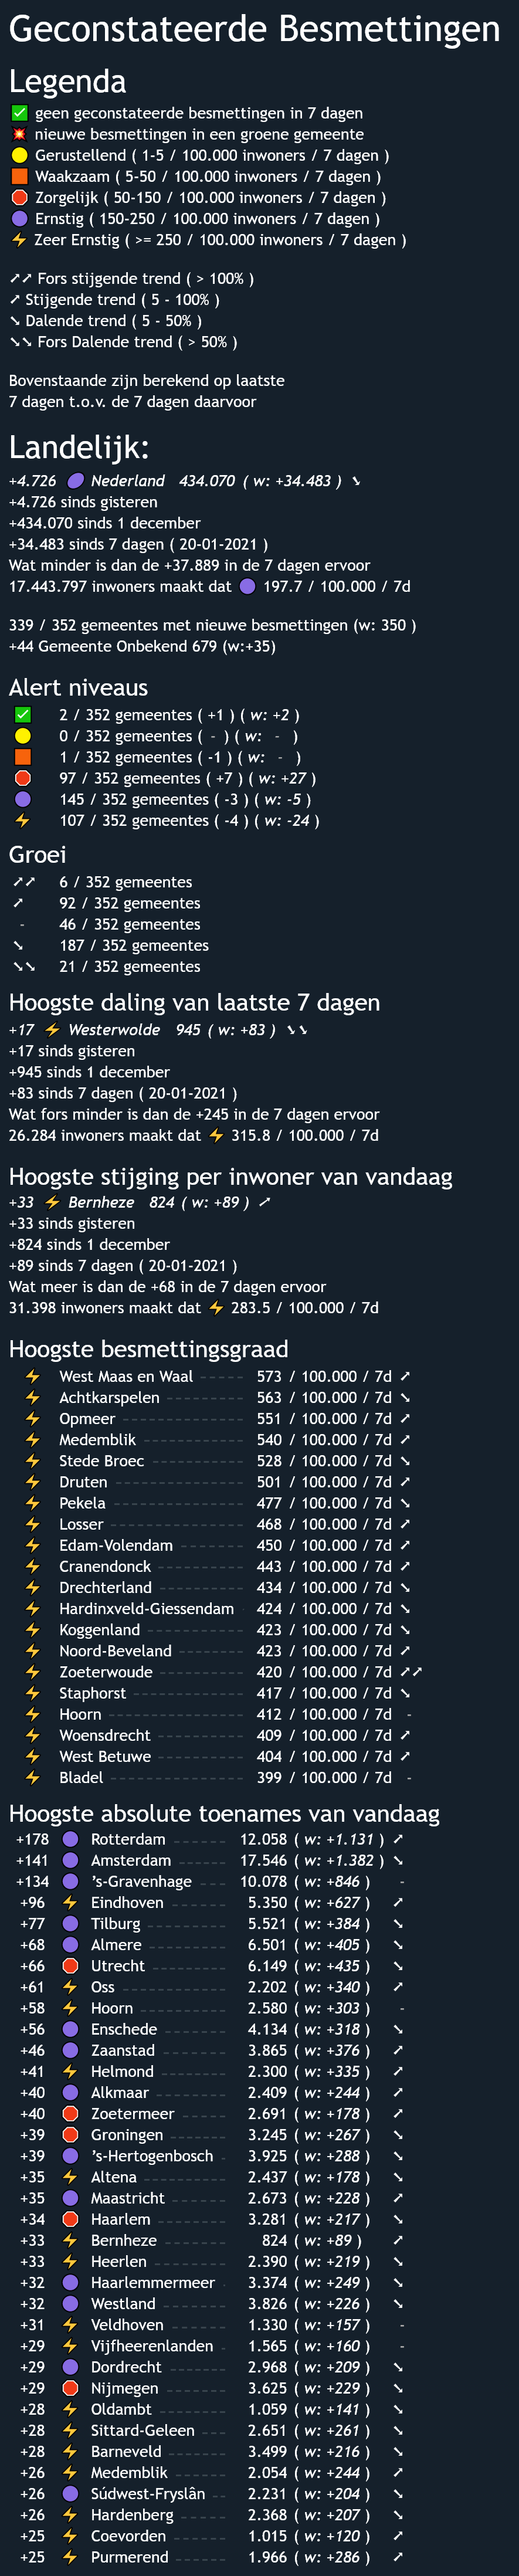 Geconstateerde Besmettingen
Legenda
✅ geen geconstateerde besmettingen in 7 dagen
💥 nieuwe besmettingen in een groene gemeente
🟡 Gerustellend ( 1-5 / 100.000 inwoners / 7 dagen )
🟧 Waakzaam ( 5-50 / 100.000 inwoners / 7 dagen )
🛑 Zorgelijk ( 50-150 / 100.000 inwoners / 7 dagen )
🟣 Ernstig ( 150-250 / 100.000 inwoners / 7 dagen )
⚡ Zeer Ernstig ( >= 250 / 100.000 inwoners / 7 dagen )
➚➚ Fors stijgende trend ( > 100% )
➚ Stijgende trend ( 5 - 100% )
➘ Dalende trend ( 5 - 50% )
➘➘ Fors Dalende trend ( > 50% )
Bovenstaande zijn berekend op laatste
7 dagen t.o.v. de 7 dagen daarvoor
Landelijk:
+4.726 🟣 Nederland 434.070 ( w: +34.483 ) ➘
+4.726 sinds gisteren
+434.070 sinds 1 december
+34.483 sinds 7 dagen ( 20-01-2021 )
Wat minder is dan de +37.889 in de 7 dagen ervoor
17.443.797 inwoners maakt dat 🟣 197.7 / 100.000 / 7d
339 / 352 gemeentes met nieuwe besmettingen (w: 350 )
+44 Gemeente Onbekend 679 (w:+35)
Alert niveaus
✅ 2 / 352 gemeentes ( +1 ) ( w: +2 )
🟡 0 / 352 gemeentes ( - ) ( w: - )
🟧 1 / 352 gemeentes ( -1 ) ( w: - )
🛑 97 / 352 gemeentes ( +7 ) ( w: +27 )
🟣 145 / 352 gemeentes ( -3 ) ( w: -5 )
⚡ 107 / 352 gemeentes ( -4 ) ( w: -24 )
Groei
➚➚ 6 / 352 gemeentes
➚ 92 / 352 gemeentes
- 46 / 352 gemeentes
➘ 187 / 352 gemeentes
➘➘ 21 / 352 gemeentes
Hoogste daling van laatste 7 dagen
+17 ⚡ Westerwolde 945 ( w: +83 ) ➘➘
+17 sinds gisteren
+945 sinds 1 december
+83 sinds 7 dagen ( 20-01-2021 )
Wat fors minder is dan de +245 in de 7 dagen ervoor
26.284 inwoners maakt dat ⚡ 315.8 / 100.000 / 7d
Hoogste stijging per inwoner van vandaag
+33 ⚡ Bernheze 824 ( w: +89 ) ➚
+33 sinds gisteren
+824 sinds 1 december
+89 sinds 7 dagen ( 20-01-2021 )
Wat meer is dan de +68 in de 7 dagen ervoor
31.398 inwoners maakt dat ⚡ 283.5 / 100.000 / 7d
Hoogste besmettingsgraad
⚡ West Maas en Waal ----- 573 / 100.000 / 7d ➚
⚡ Achtkarspelen --------- 563 / 100.000 / 7d ➘
⚡ Opmeer -------------- 551 / 100.000 / 7d ➚
⚡ Medemblik ----------- 540 / 100.000 / 7d ➚
⚡ Stede Broec ---------- 528 / 100.000 / 7d ➘
⚡ Druten --------------- 501 / 100.000 / 7d ➚
⚡ Pekela --------------- 477 / 100.000 / 7d ➘
⚡ Losser --------------- 468 / 100.000 / 7d ➚
⚡ Edam-Volendam ------- 450 / 100.000 / 7d ➚
⚡ Cranendonck --------- 443 / 100.000 / 7d ➚
⚡ Drechterland --------- 434 / 100.000 / 7d ➘
⚡ Hardinxveld-Giessendam 424 / 100.000 / 7d ➘
⚡ Koggenland ---------- 423 / 100.000 / 7d ➘
⚡ Noord-Beveland ------- 423 / 100.000 / 7d ➚
⚡ Zoeterwoude --------- 420 / 100.000 / 7d ➚➚
⚡ Staphorst ------------ 417 / 100.000 / 7d ➘
⚡ Hoorn --------------- 412 / 100.000 / 7d -
⚡ Woensdrecht --------- 409 / 100.000 / 7d ➚
⚡ West Betuwe --------- 404 / 100.000 / 7d ➚
⚡ Bladel --------------- 399 / 100.000 / 7d -
Hoogste absolute toenames van vandaag
+178 🟣 Rotterdam ------ 12.058 ( w: +1.131 ) ➚
+141 🟣 Amsterdam ----- 17.546 ( w: +1.382 ) ➘
+134 🟣 's-Gravenhage --- 10.078 ( w: +846 ) -
+96 ⚡ Eindhoven ------ 5.350 ( w: +627 ) ➚
+77 🟣 Tilburg -------- 5.521 ( w: +384 ) ➘
+68 🟣 Almere -------- 6.501 ( w: +405 ) ➘
+66 🛑 Utrecht -------- 6.149 ( w: +435 ) ➘
+61 ⚡ Oss ----------- 2.202 ( w: +340 ) ➚
+58 ⚡ Hoorn --------- 2.580 ( w: +303 ) -
+56 🟣 Enschede ------ 4.134 ( w: +318 ) ➘
+46 🟣 Zaanstad ------ 3.865 ( w: +376 ) ➚
+41 ⚡ Helmond ------- 2.300 ( w: +335 ) ➚
+40 🟣 Alkmaar ------- 2.409 ( w: +244 ) ➚
+40 🛑 Zoetermeer ---- 2.691 ( w: +178 ) ➚
+39 🛑 Groningen ----- 3.245 ( w: +267 ) ➘
+39 🟣 's-Hertogenbosch - 3.925 ( w: +288 ) ➘
+35 ⚡ Altena -------- 2.437 ( w: +178 ) ➘
+35 🟣 Maastricht ----- 2.673 ( w: +228 ) ➚
+34 🛑 Haarlem ------- 3.281 ( w: +217 ) ➘
+33 ⚡ Bernheze ------ 824 ( w: +89 ) ➚
+33 ⚡ Heerlen ------- 2.390 ( w: +219 ) ➘
+32 🟣 Haarlemmermeer - 3.374 ( w: +249 ) ➘
+32 🟣 Westland ------ 3.826 ( w: +226 ) ➘
+31 ⚡ Veldhoven ----- 1.330 ( w: +157 ) -
+29 ⚡ Vijfheerenlanden - 1.565 ( w: +160 ) -
+29 🟣 Dordrecht ----- 2.968 ( w: +209 ) ➘
+29 🛑 Nijmegen ------ 3.625 ( w: +229 ) ➘
+28 ⚡ Oldambt ------- 1.059 ( w: +141 ) ➘
+28 ⚡ Sittard-Geleen --- 2.651 ( w: +261 ) ➘
+28 ⚡ Barneveld ------ 3.499 ( w: +216 ) ➘
+26 ⚡ Medemblik ----- 2.054 ( w: +244 ) ➚
+26 🟣 Súdwest-Fryslân -- 2.231 ( w: +204 ) ➘
+26 ⚡ Hardenberg ----- 2.368 ( w: +207 ) ➘
+25 ⚡ Coevorden ----- 1.015 ( w: +120 ) ➚
+25 ⚡ Purmerend ----- 1.966 ( w: +286 ) ➚